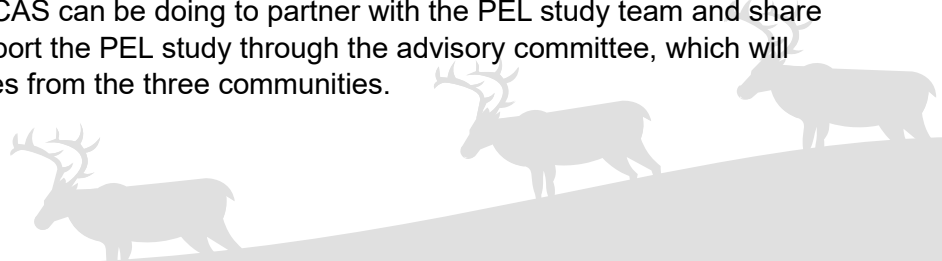 CAS can be doing to partner with the PEL study team and share
port the PEL study through the advisory committee, which will
es from the three communities.